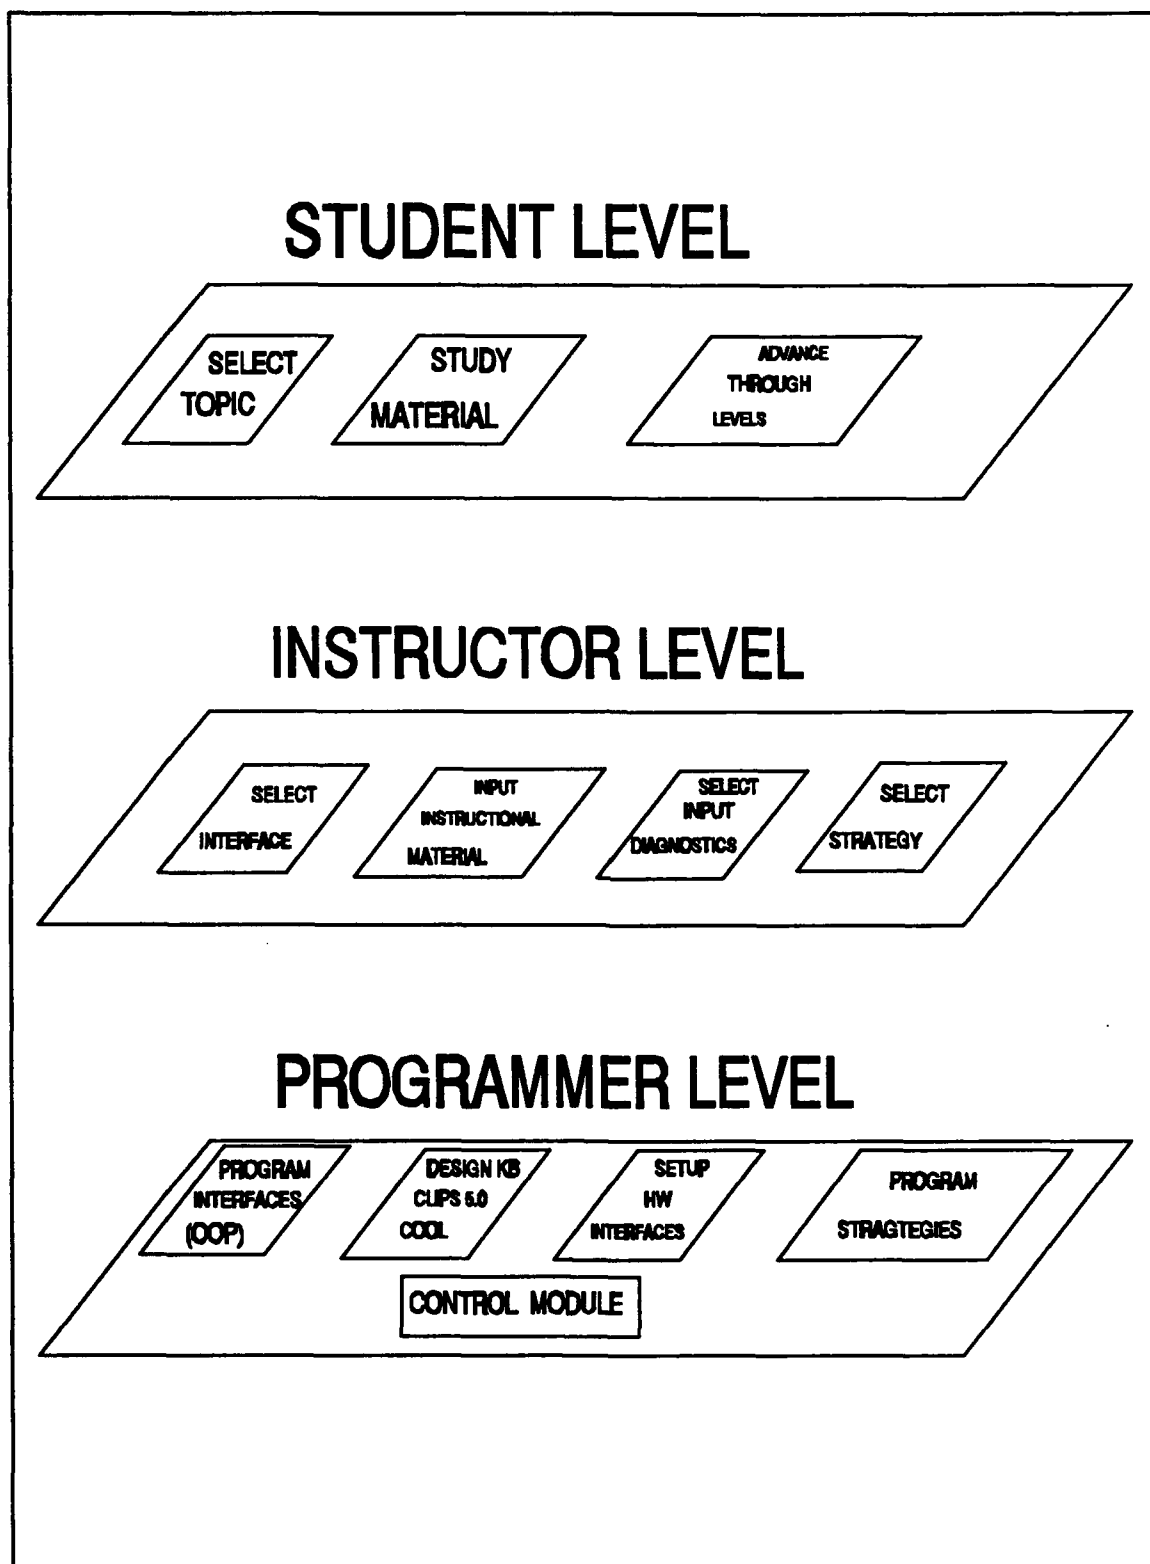 STUDENT LEVEL
SELECT
TOPIC
STUDY
MATERIAL
ADVANCE
THROUGH
LEVELS
INSTRUCTOR LEVEL
SELECT
INTERFACE
INPUT
INSTRUCTIONAL
MATERIAL
SELECT
INPUT
DIAGNOSTICS
SELECT
STRATEGY
PROGRAMMER LEVEL
PROGRAM
INTERFACES
(OOP)
DESIGN KB
CLIPS 5.0
COOL
SETUP
HW
INTERFACES
PROGRAM
STRAGTEGIES
CONTROL MODULE